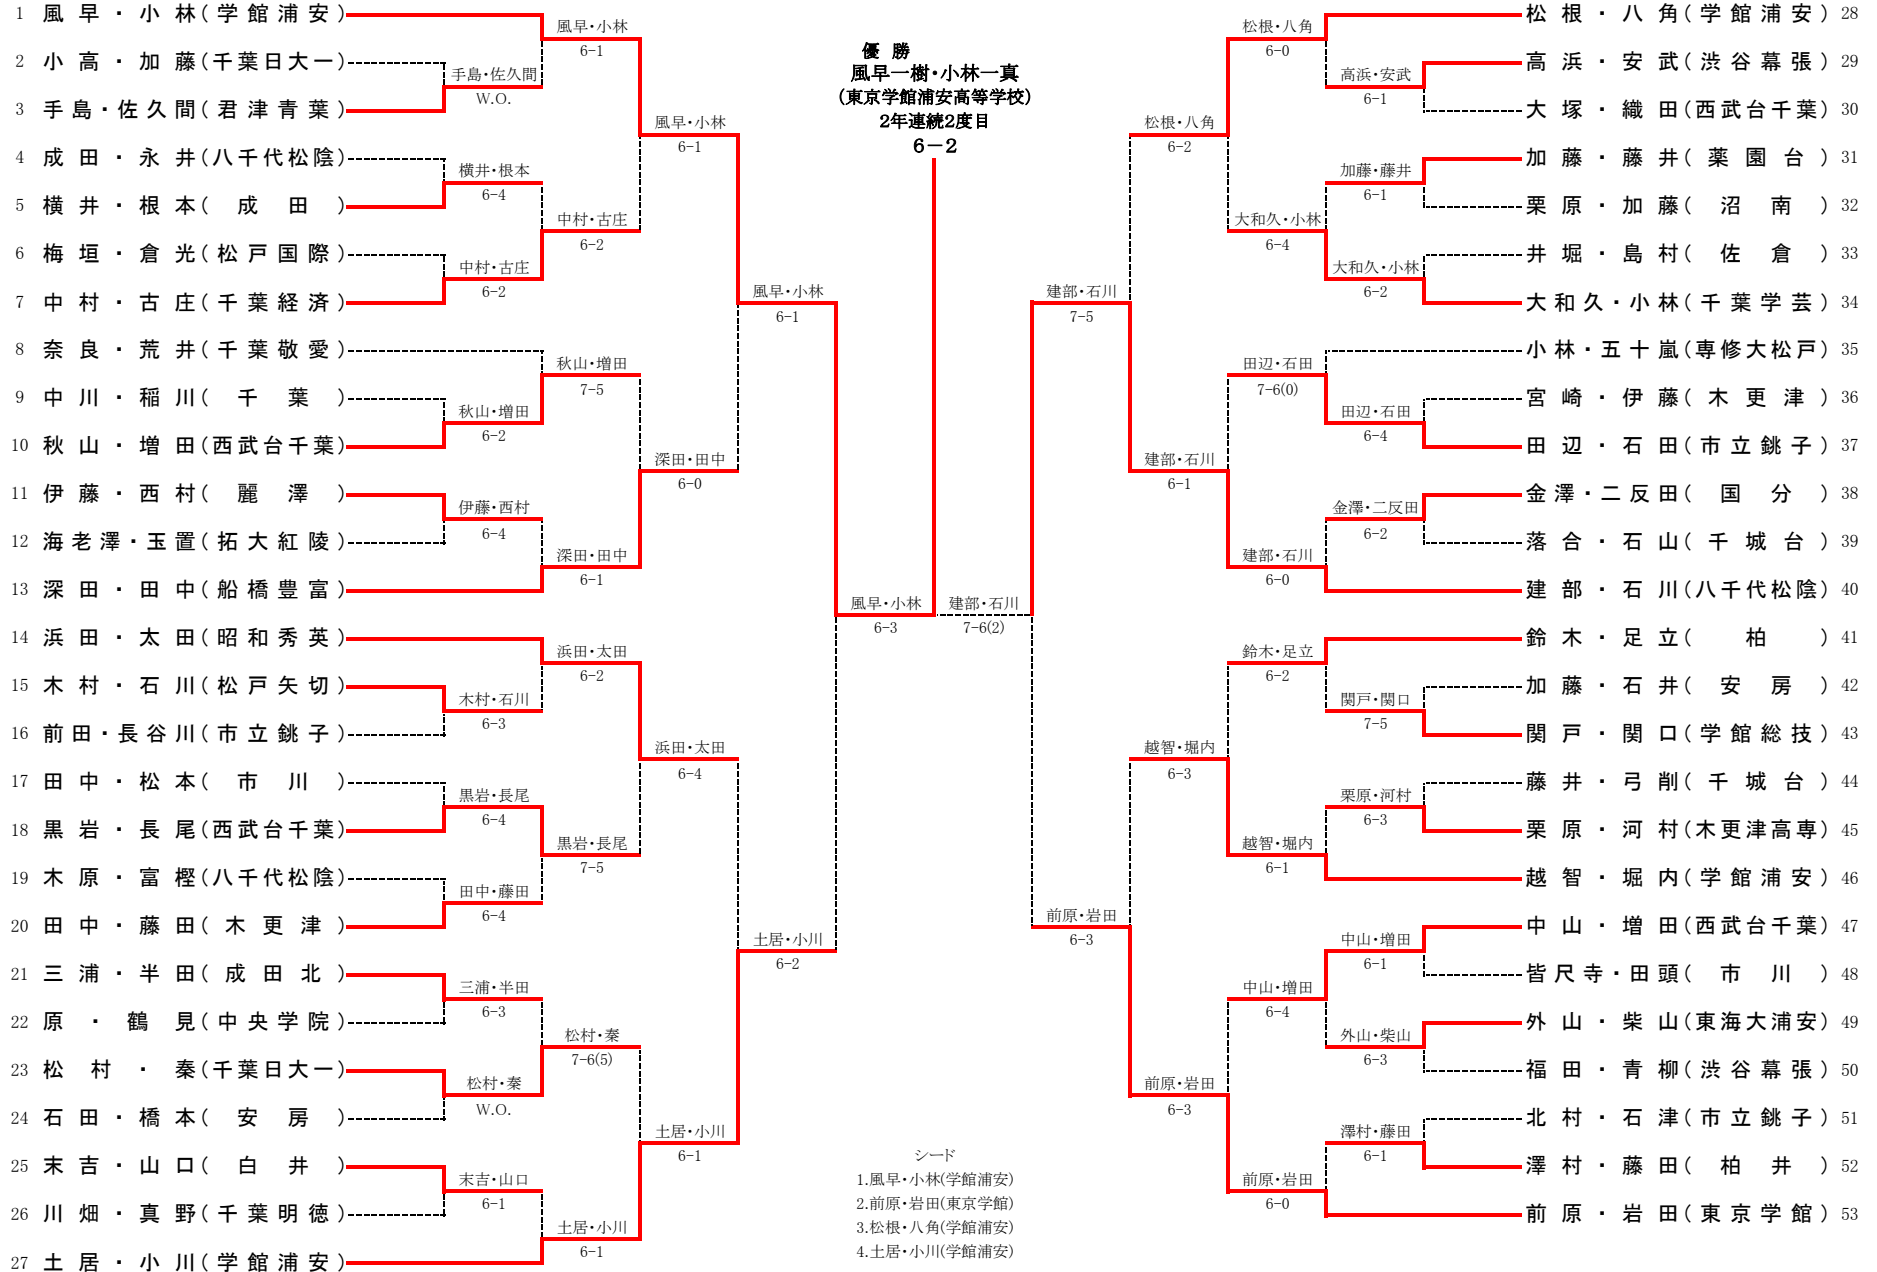 1 風早・小林(学館浦安)
2 小高・加藤(千葉日大一)
3 手島・佐久間(君津青葉)
4 成田・永井(八千代松陰)
5 横井・根本(成田)
6 梅垣・倉光(松戸国際)
7 中村・古庄(千葉経済)
8 奈良・荒井(千葉敬愛)
9 中川・稲川(千葉)
10 秋山・増田(西武台千葉)
11 伊藤・西村(麗澤)
12 海老澤・玉置(拓大紅陵)
13 深田・田中(船橋豊富)
14 浜田・太田(昭和秀英)
15 木村・石川(松戸矢切)
16 前田・長谷川(市立銚子)
17 田中・松本(市川)
18 黒岩・長尾(西武台千葉)
19 木原・富樫(八千代松陰)
20 田中・藤田(木更津)
21 三浦・半田(成田北)
22 原・鶴見(中央学院)
23 松村・秦(千葉日大一)
24 石田・橋本(安房)
25 末吉・山口(白井)
26 川畑・真野(千葉明徳)
27 土居・小川(学館浦安)
手島・佐久間
W.O.
横井・根本
6-4
中村・古庄
6-2
秋山・増田
6-2
伊藤・西村
6-4
木村・石川
6-3
黒岩・長尾
6-4
田中・藤田
6-4
三浦・半田
6-3
松村・秦
W.O.
末吉・山口
6-1
風早・小林
6-1
中村・古庄
6-2
秋山・増田
7-5
深田・田中
6-1
浜田・太田
6-2
黒岩・長尾
7-5
松村・秦
7-6(5)
土居・小川
6-1
風早・小林
6-1
深田・田中
6-0
浜田・太田
6-4
土居・小川
6-1
風早・小林
6-1
土居・小川
6-2
風早・小林
6-3
優勝
風早一樹・小林一真
(東京学館浦安高等学校)
2年連続2度目
6-2
建部・石川
7-6(2)
建部・石川
7-5
前原・岩田
6-3
松根・八角
6-2
建部・石川
6-1
越智・堀内
6-3
前原・岩田
6-3
松根・八角
6-0
大和久・小林
6-4
田辺・石田
7-6(0)
建部・石川
6-0
鈴木・足立
6-2
越智・堀内
6-1
中山・増田
6-4
前原・岩田
6-0
高浜・安武
6-1
加藤・藤井
6-1
大和久・小林
6-2
田辺・石田
6-4
金澤・二反田
6-2
関戸・関口
7-5
栗原・河村
6-3
中山・増田
6-1
外山・柴山
6-3
澤村・藤田
6-1
松根・八角(学館浦安) 28
高浜・安武(渋谷幕張) 29
大塚・織田(西武台千葉) 30
加藤・藤井(薬園台) 31
栗原・加藤(沼南) 32
井堀・島村(佐倉) 33
大和久・小林(千葉学芸) 34
小林・五十嵐(専修大松戸) 35
宮崎・伊藤(木更津) 36
田辺・石田(市立銚子) 37
金澤・二反田(国分) 38
落合・石山(千城台) 39
建部・石川(八千代松陰) 40
鈴木・足立(柏) 41
加藤・石井(安房) 42
関戸・関口(学館総技) 43
藤井・弓削(千城台) 44
栗原・河村(木更津高専) 45
越智・堀内(学館浦安) 46
中山・増田(西武台千葉) 47
皆尺寺・田頭(市川) 48
外山・柴山(東海大浦安) 49
福田・青柳(渋谷幕張) 50
北村・石津(市立銚子) 51
澤村・藤田(柏井) 52
前原・岩田(東京学館) 53
シード
1.風早・小林(学館浦安)
2.前原・岩田(東京学館)
3.松根・八角(学館浦安)
4.土居・小川(学館浦安)